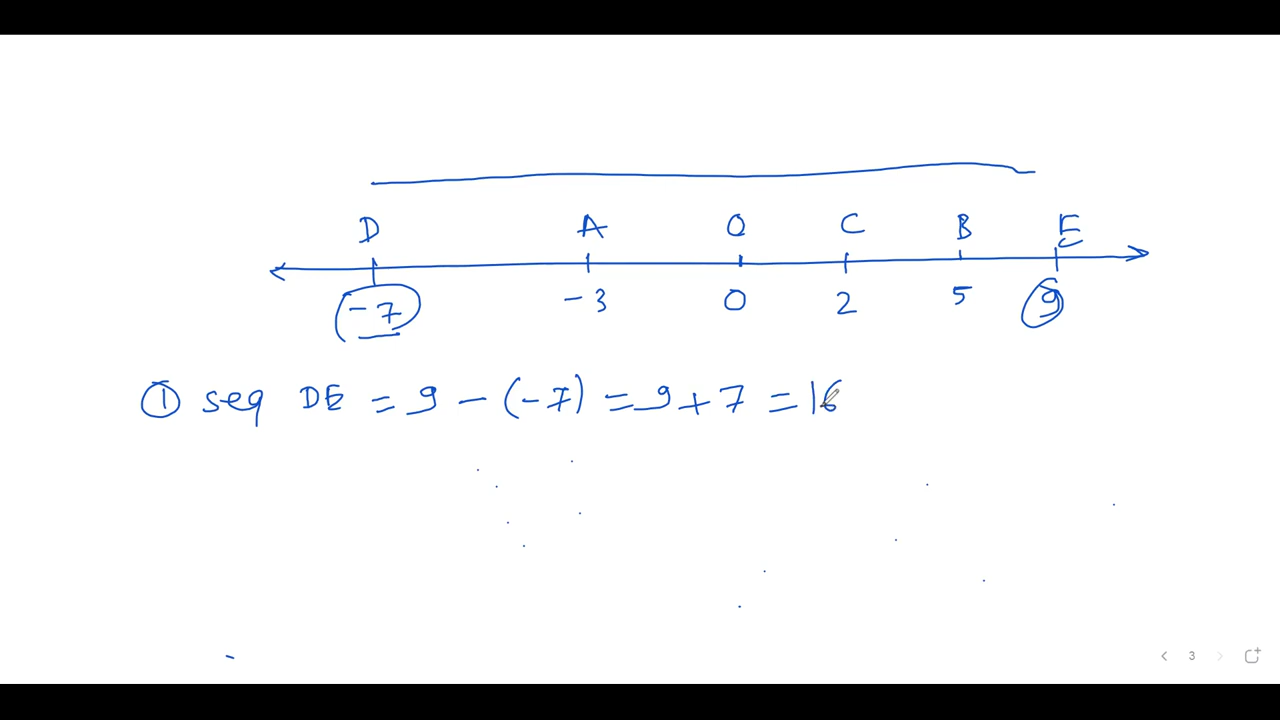 D A O C B E
-7 -3 0 2 5 9
① seg DE = 9 - (-7) = 9 + 7 = 16
3